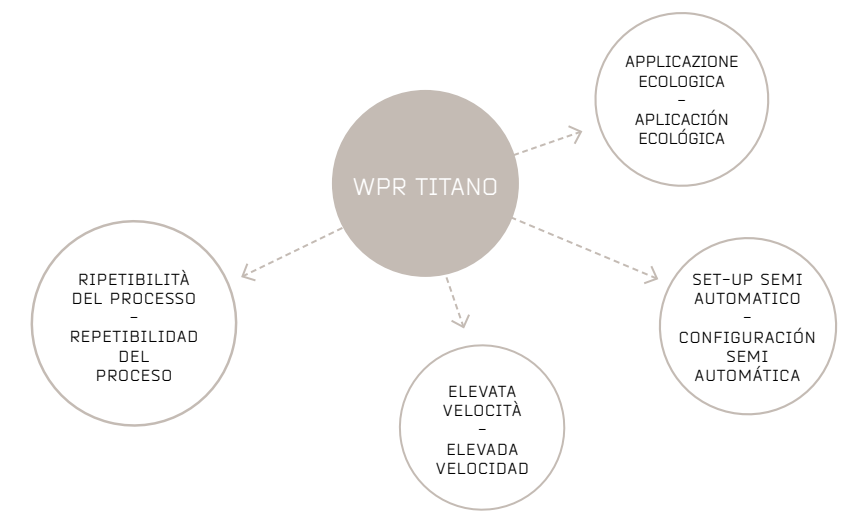 APPLICAZIONE
ECOLOGICA
–
APLICACIÓN
ECOLÓGICA
WPR TITANO
RIPETIBILITÀ
DEL PROCESSO
–
REPETIBILIDAD
DEL
PROCESO
SET-UP SEMI
AUTOMATICO
–
CONFIGURACIÓN
SEMI
AUTOMÁTICA
ELEVATA
VELOCITÀ
–
ELEVADA
VELOCIDAD